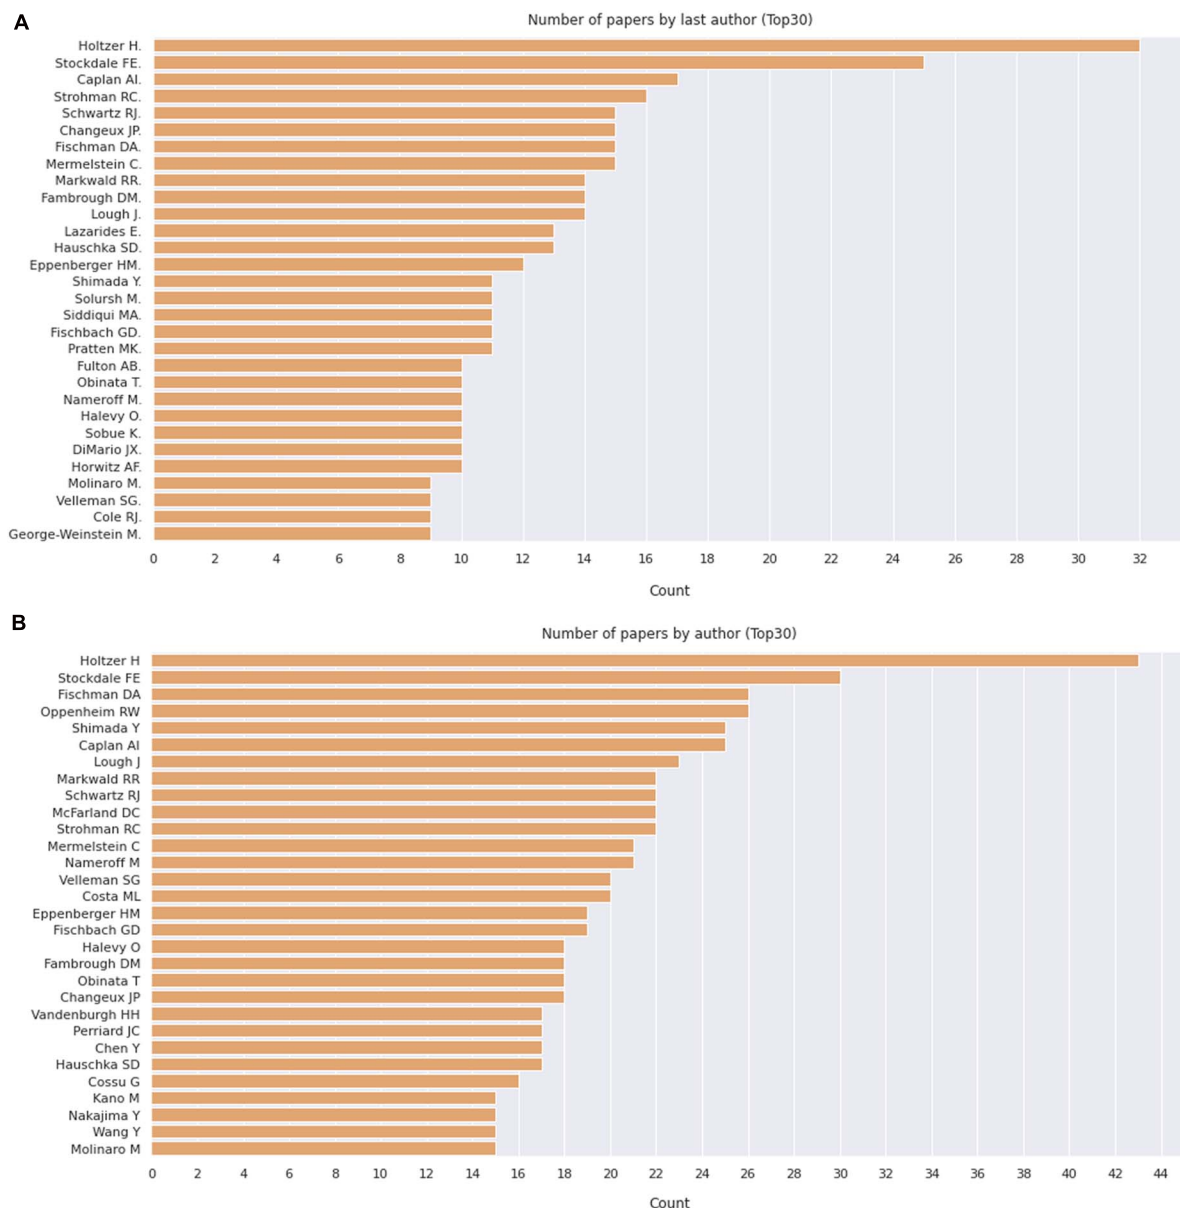 A
Number of papers by last author (Top30)
Holtzer H.
Stockdale FE.
Caplan AI.
Strohman RC.
Schwartz RJ.
Changeux JP.
Fischman DA.
Mermelstein C.
Markwald RR.
Fambrough DM.
Lough J.
Lazarides E.
Hauschka SD.
Eppenberger HM.
Shimada Y.
Solursh M.
Siddiqui MA.
Fischbach GD.
Pratten MK.
Fulton AB.
Obinata T.
Nameroff M.
Halevy O.
Sobue K.
DiMario JX.
Horwitz AF.
Molinaro M.
Velleman SG.
Cole RJ.
George-Weinstein M.
0 2 4 6 8 10 12 14 16 18 20 22 24 26 28 30 32
Count
B
Number of papers by author (Top30)
Holtzer H
Stockdale FE
Fischman DA
Oppenheim RW
Shimada Y
Caplan AI
Lough J
Markwald RR
Schwartz RJ
McFarland DC
Strohman RC
Mermelstein C
Nameroff M
Velleman SG
Costa ML
Eppenberger HM
Fischbach GD
Halevy O
Fambrough DM
Obinata T
Changeux JP
Vandenburgh HH
Perriard JC
Chen Y
Hauschka SD
Cossu G
Kano M
Nakajima Y
Wang Y
Molinaro M
0 2 4 6 8 10 12 14 16 18 20 22 24 26 28 30 32 34 36 38 40 42 44
Count